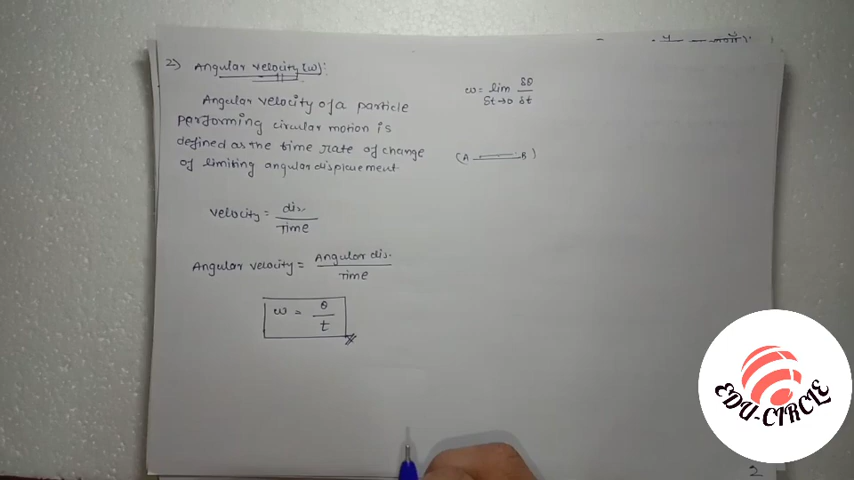 2) Angular velocity (ω):
Angular velocity of a particle
performing circular motion is
defined as the time rate of change
of limiting angular displacement.
velocity = dis. / Time
Angular velocity = Angular dis. / Time
ω = θ / t
ω = lim δθ / δt
δt→0
(A B)
EDU-CIRCLE
2